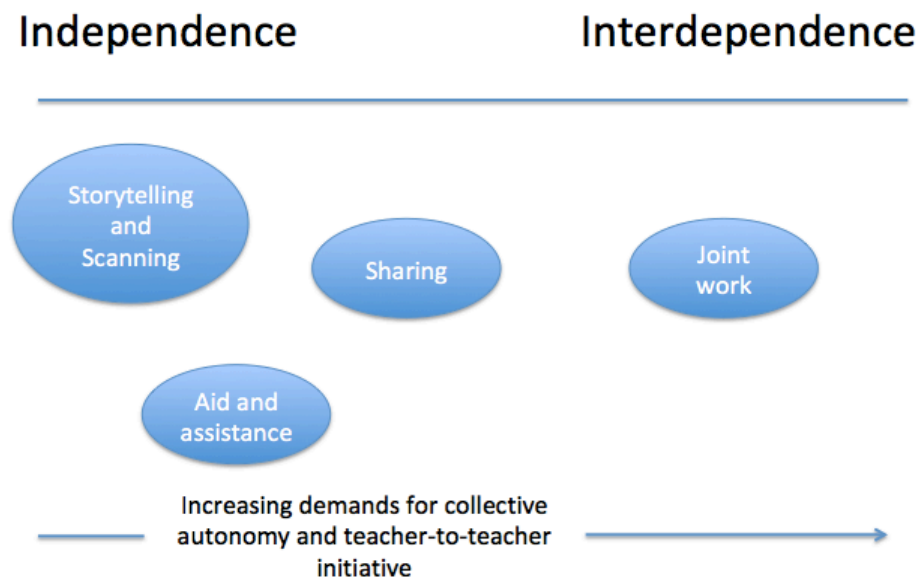 Independence
Interdependence
Storytelling
and
Scanning
Sharing
Joint
work
Aid and
assistance
Increasing demands for collective
autonomy and teacher-to-teacher
initiative